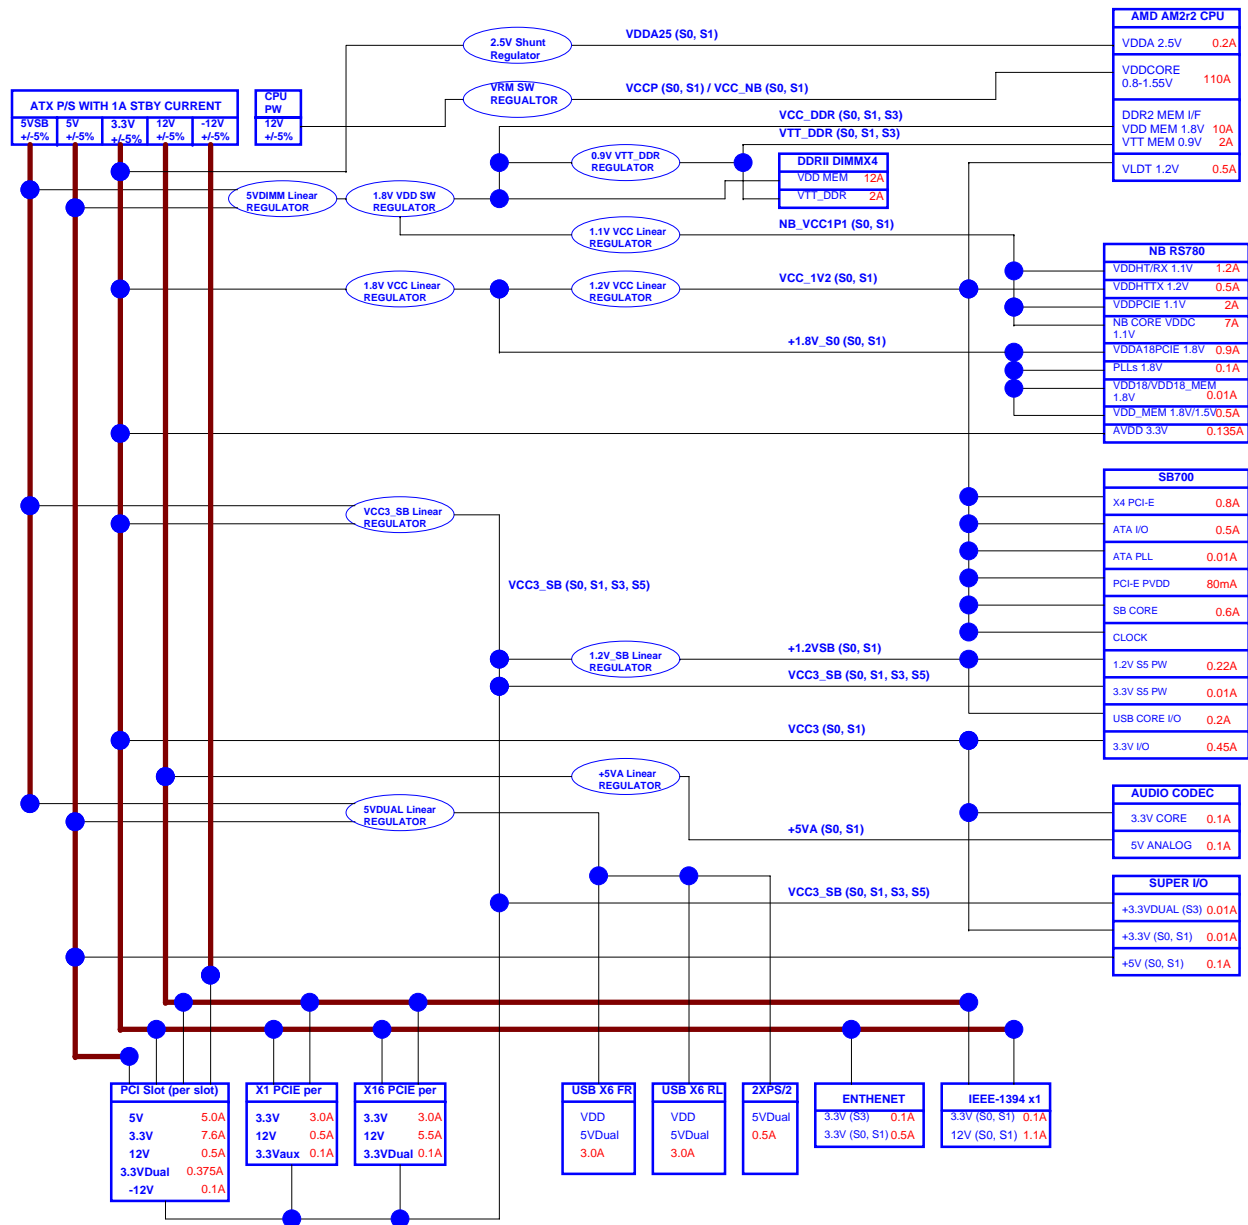 AMD AM2r2 CPU
VDDA 2.5V 0.2A
VDDCORE
0.8-1.55V 110A
DDR2 MEM I/F
VDD MEM 1.8V 10A
VTT MEM 0.9V 2A
VLDT 1.2V 0.5A
2.5V Shunt
Regulator
VDDA25 (S0, S1)
VRM SW
REGUALTOR
VCCP (S0, S1) / VCC_NB (S0, S1)
ATX P/S WITH 1A STBY CURRENT
5VSB
+/-5%
5V
+/-5%
3.3V
+/-5%
12V
+/-5%
-12V
+/-5%
CPU
PW
12V
+/-5%
VCC_DDR (S0, S1, S3)
VTT_DDR (S0, S1, S3)
0.9V VTT_DDR
REGULATOR
DDRII DIMMX4
VDD MEM 12A
VTT_DDR 2A
5VDIMM Linear
REGULATOR
1.8V VDD SW
REGULATOR
1.1V VCC Linear
REGULATOR
NB_VCC1P1 (S0, S1)
1.8V VCC Linear
REGULATOR
1.2V VCC Linear
REGULATOR
VCC_1V2 (S0, S1)
+1.8V_S0 (S0, S1)
NB RS780
VDDHT/RX 1.1V 1.2A
VDDHTTX 1.2V 0.5A
VDDPCIE 1.1V 2A
NB CORE VDDC
1.1V 7A
VDDA18PCIE 1.8V 0.9A
PLLs 1.8V 0.1A
VDD18/VDD18_MEM
1.8V 0.01A
VDD_MEM 1.8V/1.5V 0.5A
AVDD 3.3V 0.135A
VCC3_SB Linear
REGULATOR
VCC3_SB (S0, S1, S3, S5)
SB700
X4 PCI-E 0.8A
ATA I/O 0.5A
ATA PLL 0.01A
PCI-E PVDD 80mA
SB CORE 0.6A
CLOCK
1.2V S5 PW 0.22A
3.3V S5 PW 0.01A
USB CORE I/O 0.2A
3.3V I/O 0.45A
1.2V_SB Linear
REGULATOR
+1.2VSB (S0, S1)
VCC3_SB (S0, S1, S3, S5)
VCC3 (S0, S1)
+5VA Linear
REGULATOR
5VDUAL Linear
REGULATOR
+5VA (S0, S1)
AUDIO CODEC
3.3V CORE 0.1A
5V ANALOG 0.1A
VCC3_SB (S0, S1, S3, S5)
SUPER I/O
+3.3VDUAL (S3) 0.01A
+3.3V (S0, S1) 0.01A
+5V (S0, S1) 0.1A
PCI Slot (per slot)
5V 5.0A
3.3V 7.6A
12V 0.5A
3.3VDual 0.375A
-12V 0.1A
X1 PCIE per
3.3V 3.0A
12V 0.5A
3.3Vaux 0.1A
X16 PCIE per
3.3V 3.0A
12V 5.5A
3.3VDual 0.1A
USB X6 FR
VDD
5VDual
3.0A
USB X6 RL
VDD
5VDual
3.0A
2XPS/2
5VDual
0.5A
ENTHENET
3.3V (S3) 0.1A
3.3V (S0, S1) 0.5A
IEEE-1394 x1
3.3V (S0, S1) 0.1A
12V (S0, S1) 1.1A